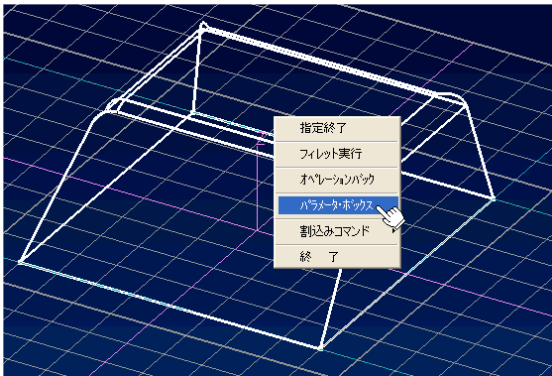 指定終了
フィレット実行
ｵﾍﾟﾚｰｼｮﾝﾊﾞｯｸ
ﾊﾟﾗﾒｰﾀ･ﾎﾞｯｸｽ
割込みコマンド
終　了